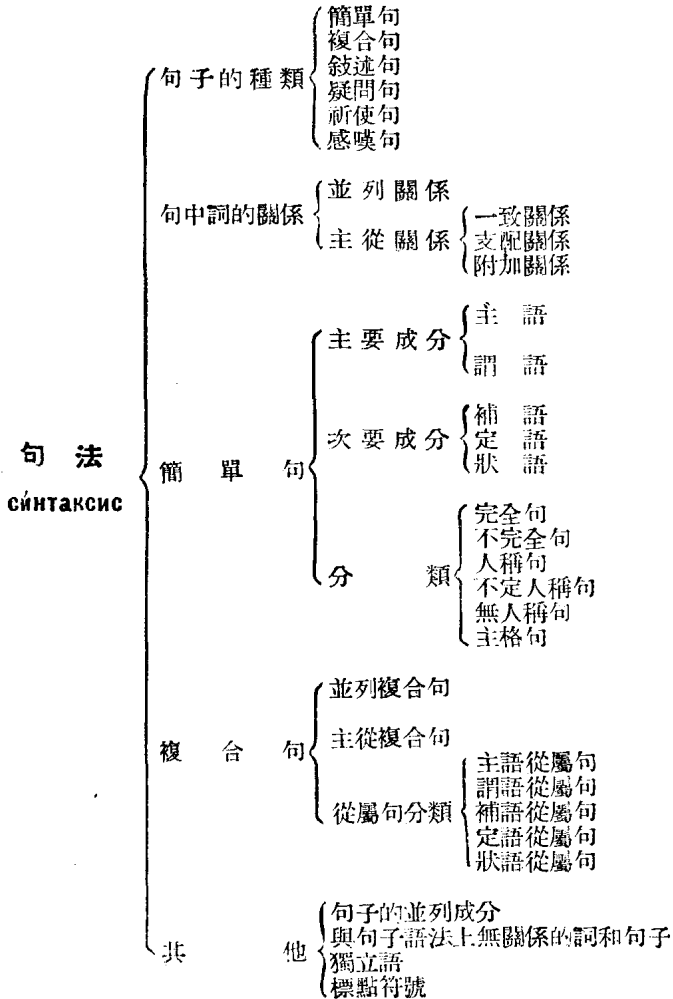 簡單句
複合句
句子的種類
敍述句
疑問句
祈使句
感嘆句
並列關係
句中詞的關係
一致關係
主從關係
支配關係
附加關係
主語
主要成分
謂語
補語
次要成分
定語
狀語
句法
簡單句
синтаксис
完全句
不完全句
人稱句
分類
不定人稱句
無人稱句
主格句
並列複合句
主從複合句
複合句
主語從屬句
謂語從屬句
從屬句分類
補語從屬句
定語從屬句
狀語從屬句
句子的並列成分
與句子語法上無關係的詞和句子
其他
獨立語
標點符號